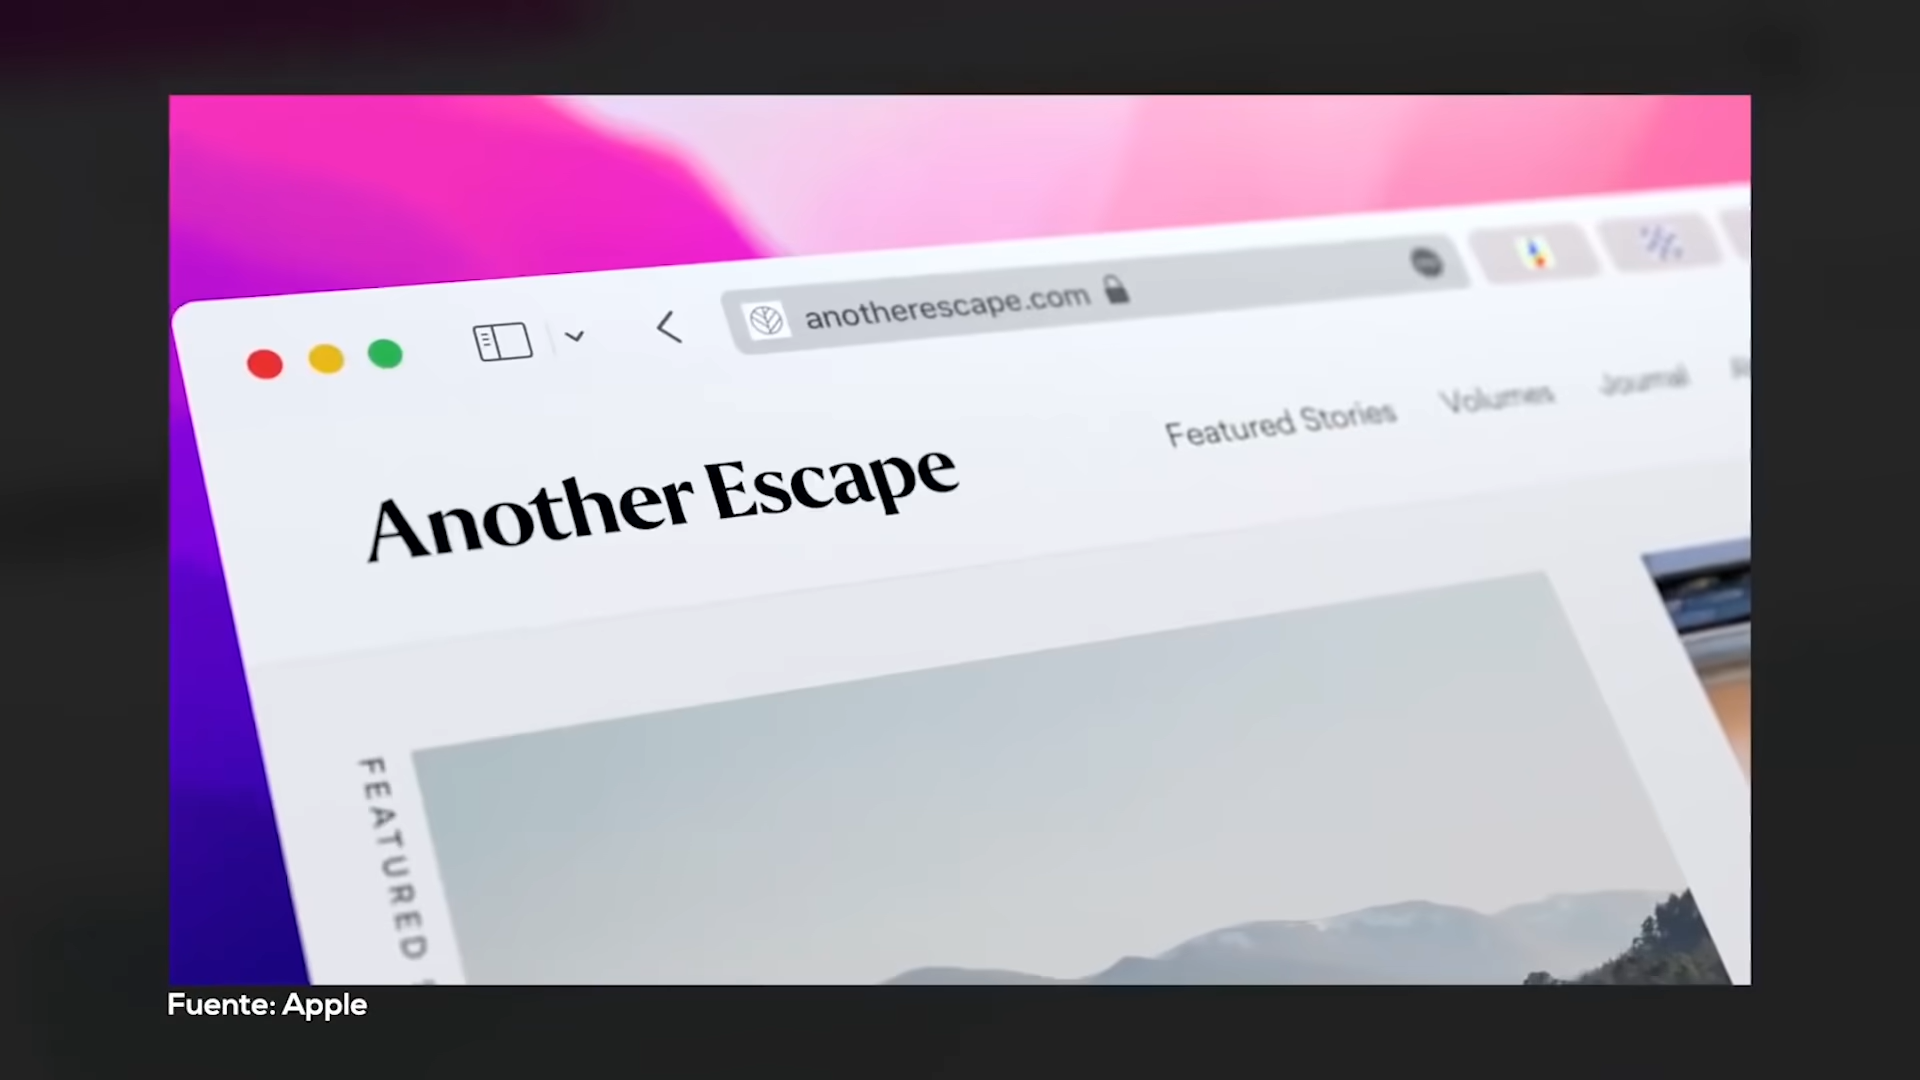 anotherescape.com
Another Escape
Featured Stories
Volumes
Journal
FEATURED
Fuente: Apple